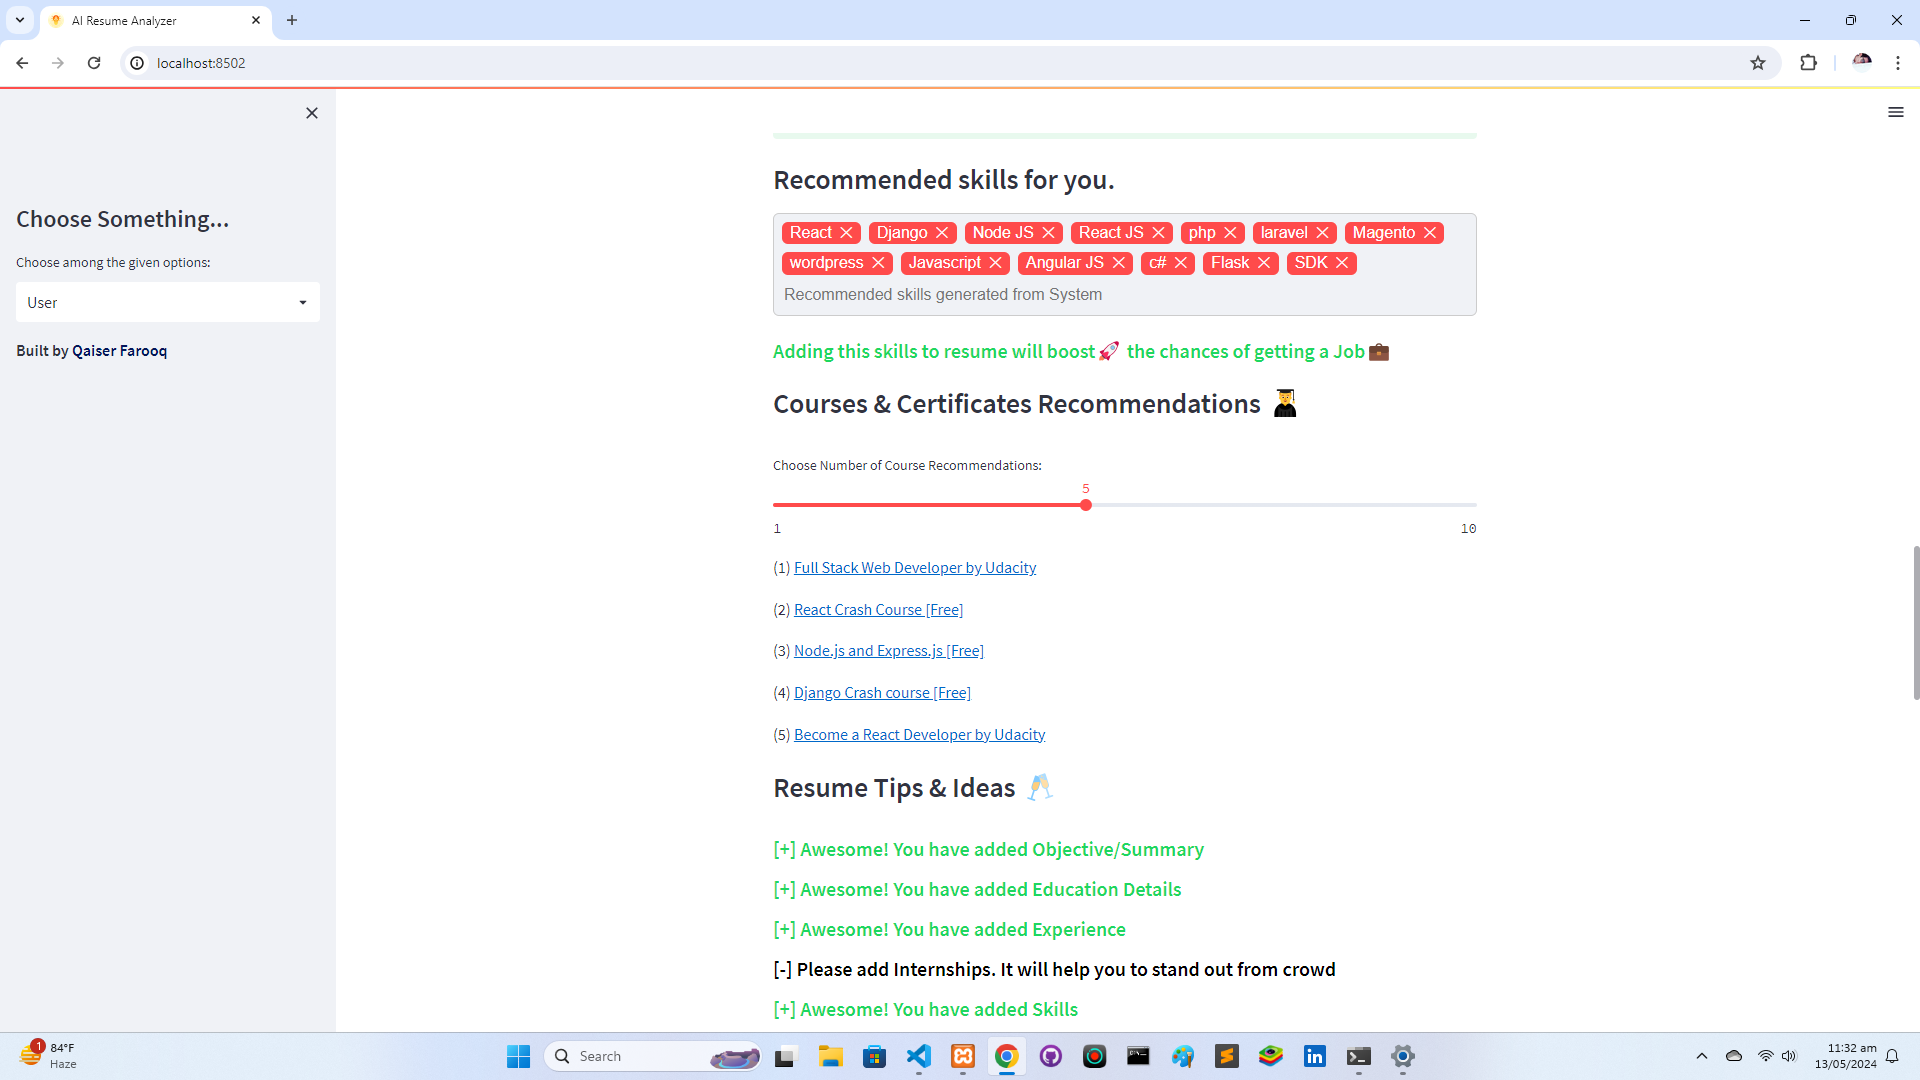 AI Resume Analyzer
localhost:8502
Choose Something...
Choose among the given options:
User
Built by Qaiser Farooq
Recommended skills for you.
React Django Node JS React JS php laravel Magento
wordpress Javascript Angular JS c# Flask SDK
Recommended skills generated from System
Adding this skills to resume will boost🚀 the chances of getting a Job💼
Courses & Certificates Recommendations 👨‍🎓
Choose Number of Course Recommendations:
5
1 10
(1) Full Stack Web Developer by Udacity
(2) React Crash Course [Free]
(3) Node.js and Express.js [Free]
(4) Django Crash course [Free]
(5) Become a React Developer by Udacity
Resume Tips & Ideas 🥂
[+] Awesome! You have added Objective/Summary
[+] Awesome! You have added Education Details
[+] Awesome! You have added Experience
[-] Please add Internships. It will help you to stand out from crowd
[+] Awesome! You have added Skills
1
84°F
Haze
Search
11:32 am
13/05/2024